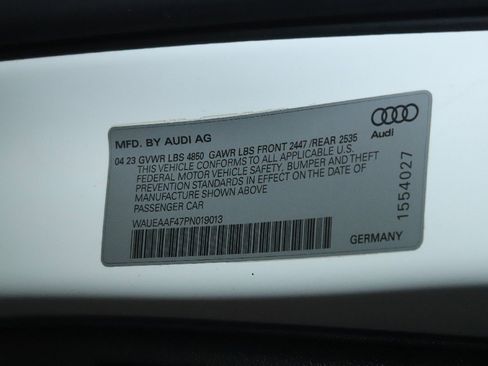 MFD. BY AUDI AG
04 23 GVWR LBS 4850 GAWR LBS FRONT 2447 /REAR 2535
THIS VEHICLE CONFORMS TO ALL APPLICABLE U.S.
FEDERAL MOTOR VEHICLE SAFETY, BUMPER AND THEFT
PREVENTION STANDARDS IN EFFECT ON THE DATE OF
MANUFACTURE SHOWN ABOVE
PASSENGER CAR
WAUEAAF47PN019013
Audi
1554027
GERMANY